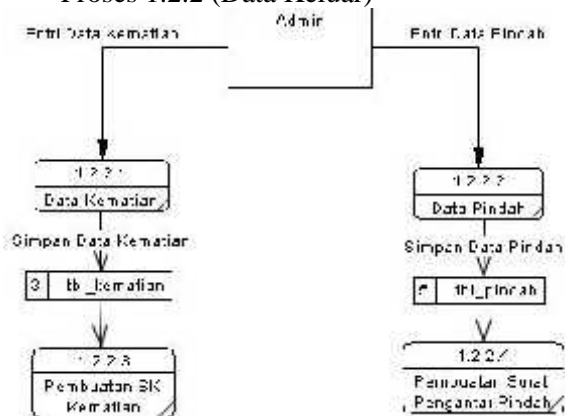 Proses 1.2.2 (Data Keluar)
Admin
Entri Data Kematian
Entri Data Pindah
1.2.2.1
Data Kematian
1.2.2.2
Data Pindah
Simpan Data Kematian
Simpan Data Pindah
3 tbl_kematian
tbl_pindah
1.2.2.3
Pembuatan SK
Kematian
1.2.2.4
Pembuatan Surat
Pengantar Pindah